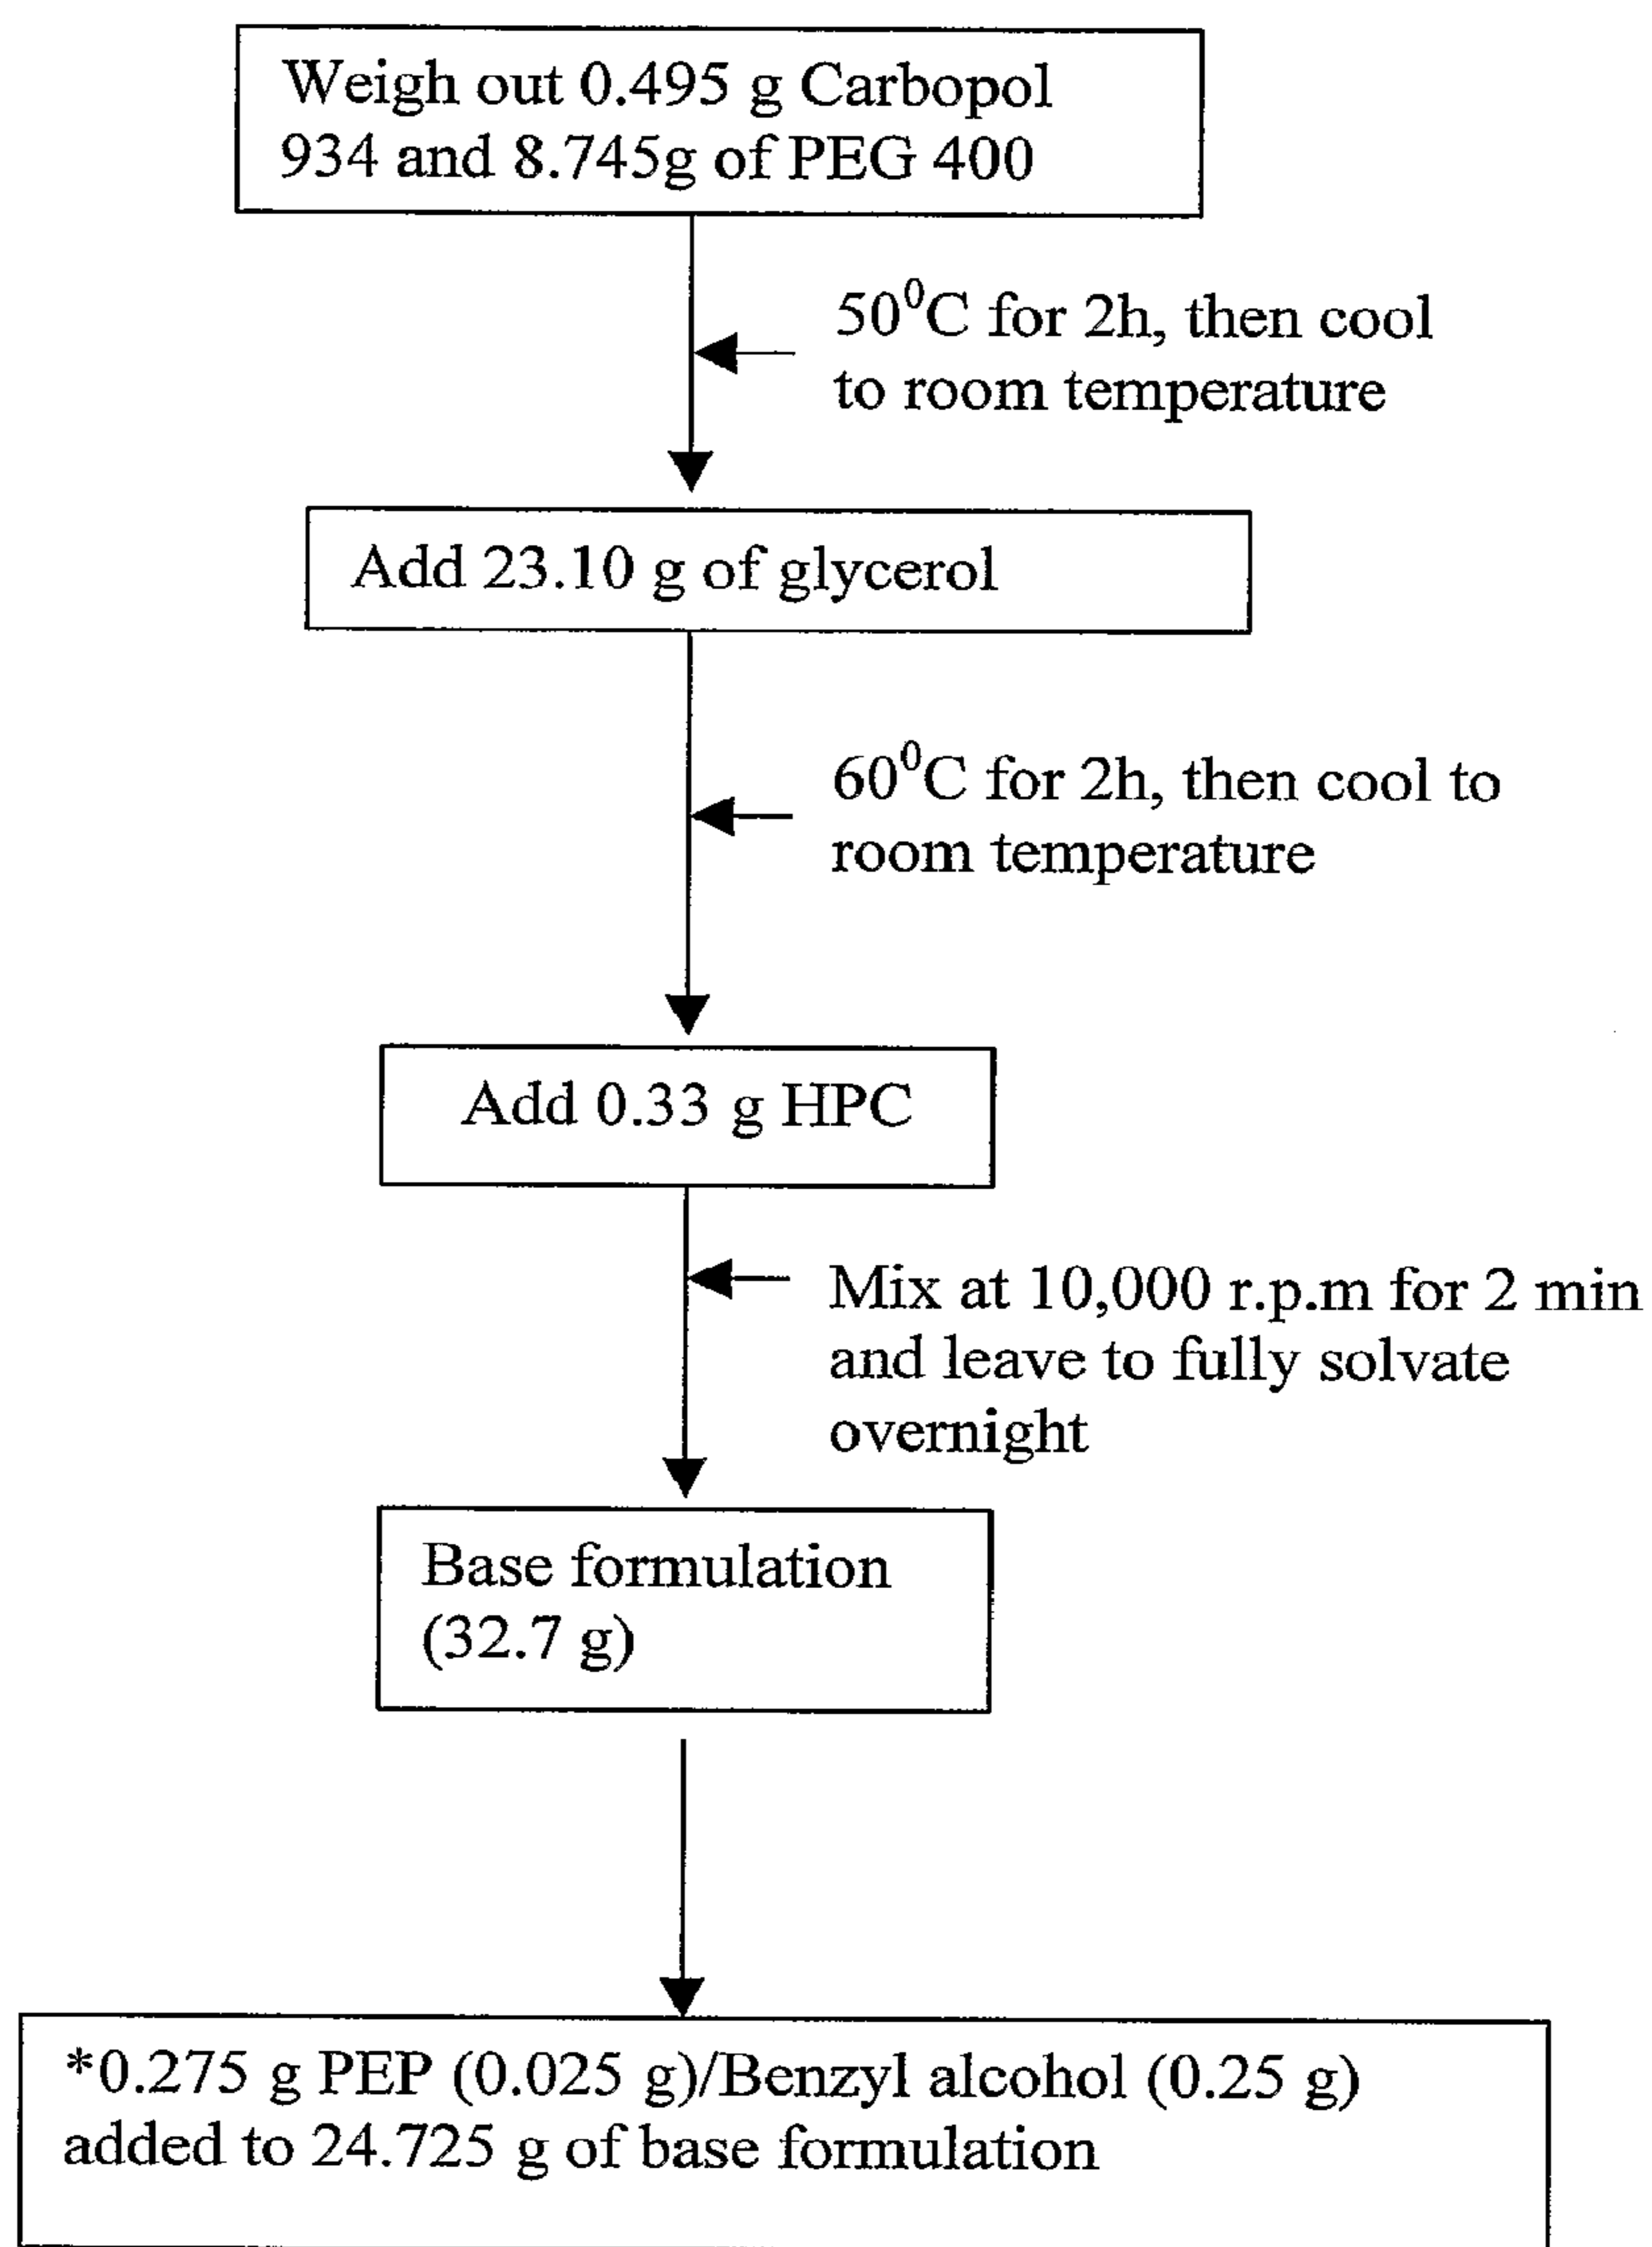 Weigh out 0.495 g Carbopol
934 and 8.745g of PEG 400
50⁰C for 2h, then cool
to room temperature
Add 23.10 g of glycerol
60⁰C for 2h, then cool to
room temperature
Add 0.33 g HPC
Mix at 10,000 r.p.m for 2 min
and leave to fully solvate
overnight
Base formulation
(32.7 g)
*0.275 g PEP (0.025 g)/Benzyl alcohol (0.25 g)
added to 24.725 g of base formulation